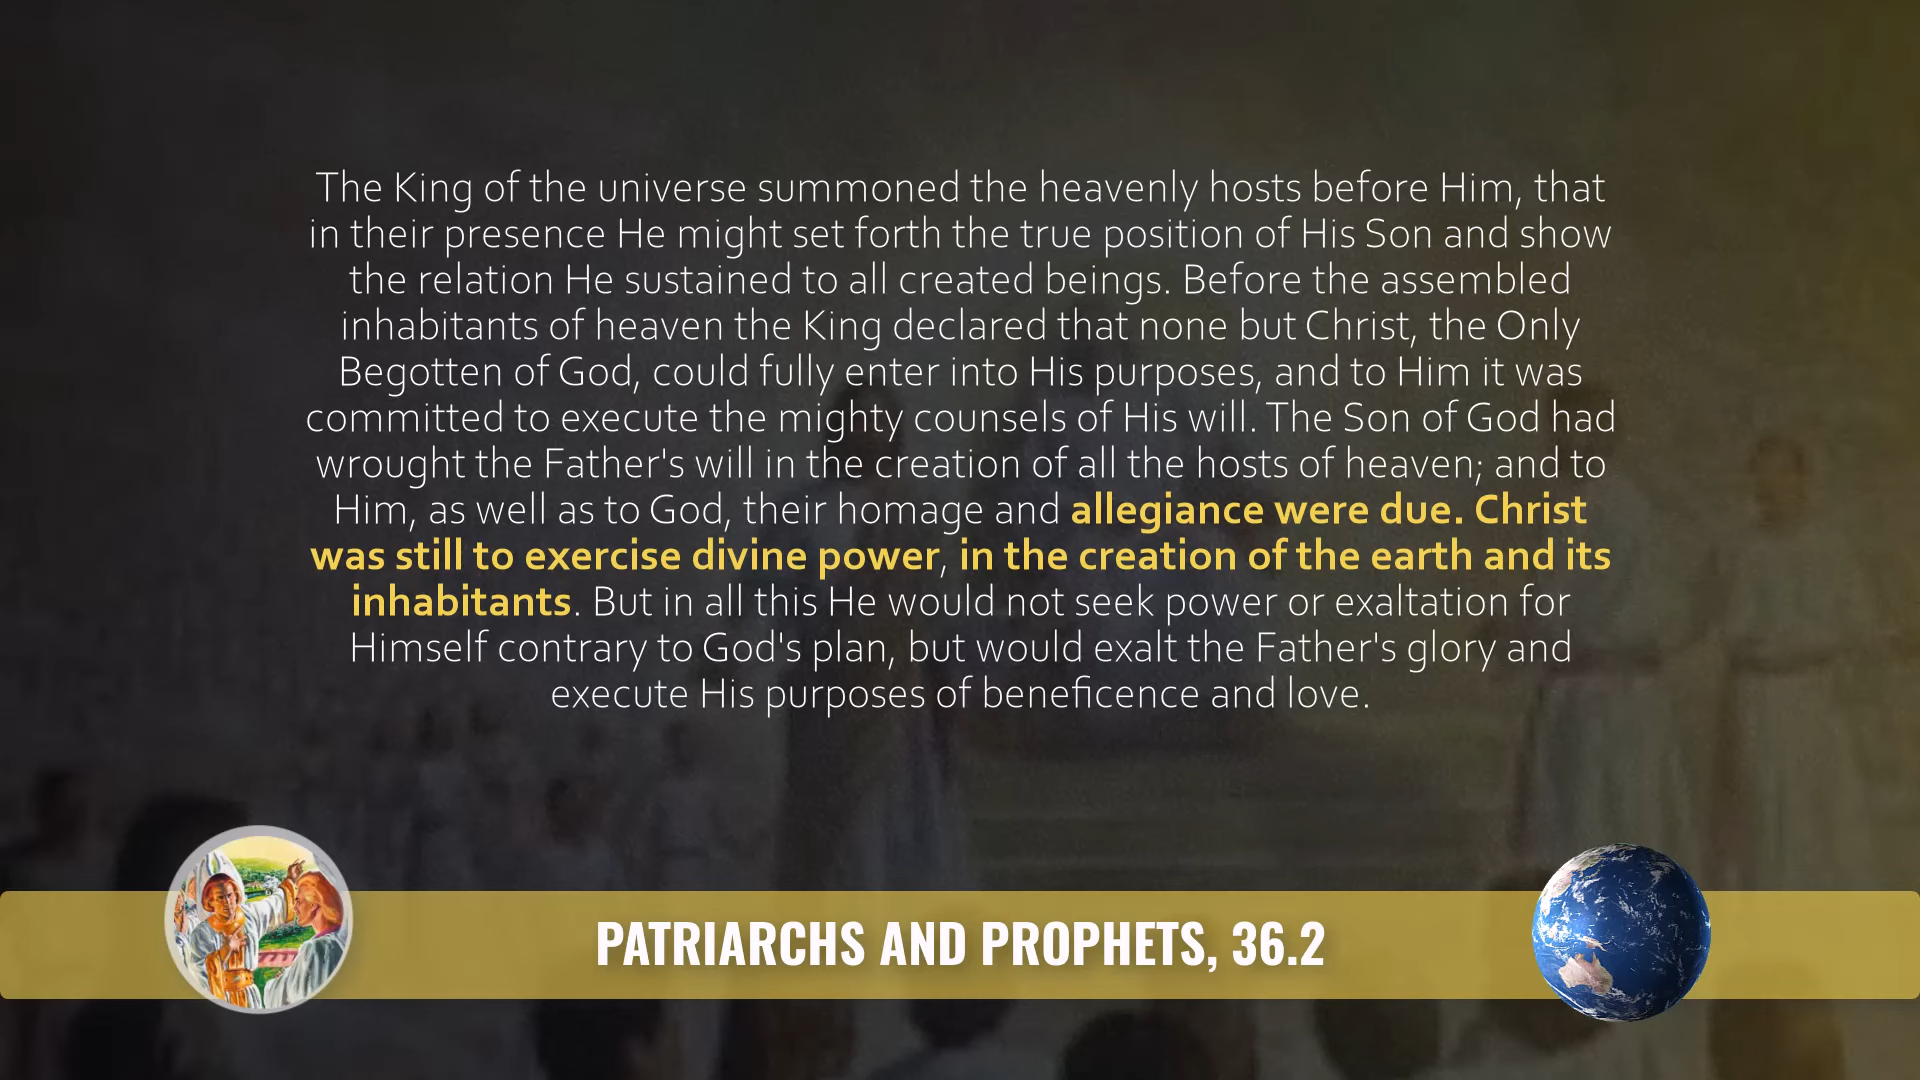 The King of the universe summoned the heavenly hosts before Him, that
in their presence He might set forth the true position of His Son and show
the relation He sustained to all created beings. Before the assembled
inhabitants of heaven the King declared that none but Christ, the Only
Begotten of God, could fully enter into His purposes, and to Him it was
committed to execute the mighty counsels of His will. The Son of God had
wrought the Father's will in the creation of all the hosts of heaven; and to
Him, as well as to God, their homage and allegiance were due. Christ
was still to exercise divine power, in the creation of the earth and its
inhabitants. But in all this He would not seek power or exaltation for
Himself contrary to God's plan, but would exalt the Father's glory and
execute His purposes of beneficence and love.
PATRIARCHS AND PROPHETS, 36.2